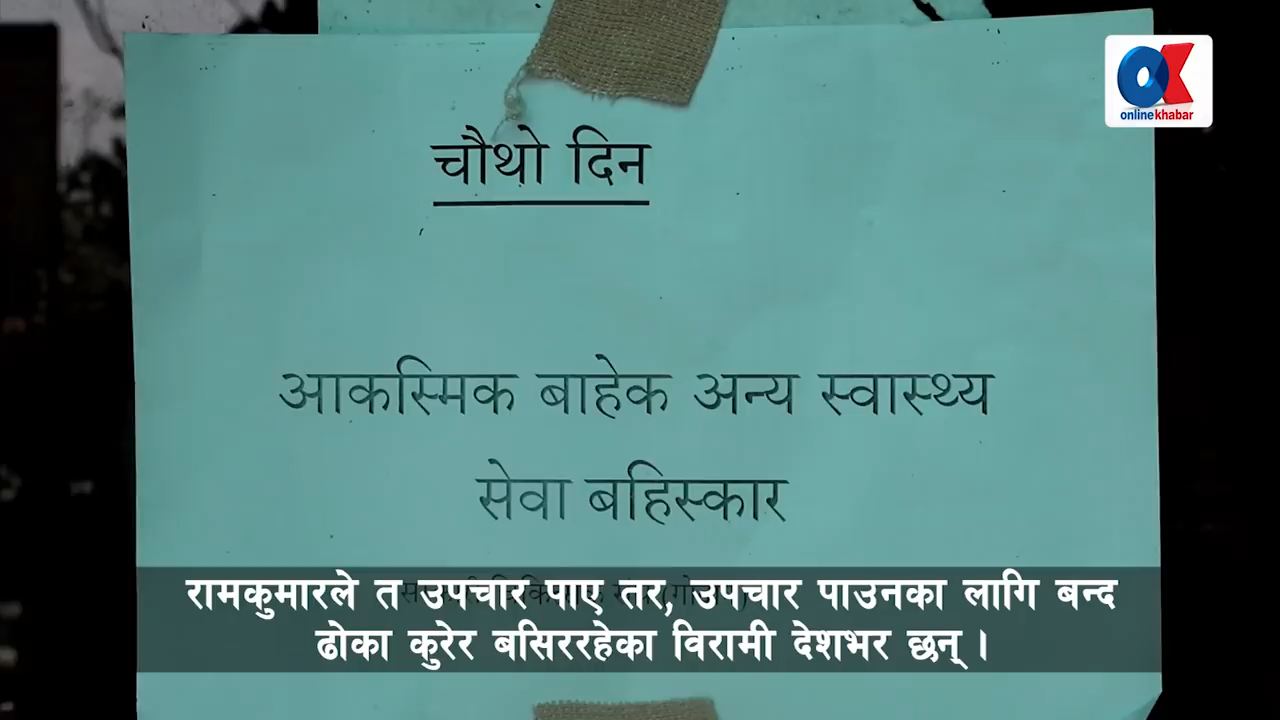 onlinekhabar
चौथो दिन
आकस्मिक बाहेक अन्य स्वास्थ्य
सेवा बहिस्कार
रामकुमारले त उपचार पाए तर, उपचार पाउनका लागि बन्द
ढोका कुरेर बसिररहेका विरामी देशभर छन् ।